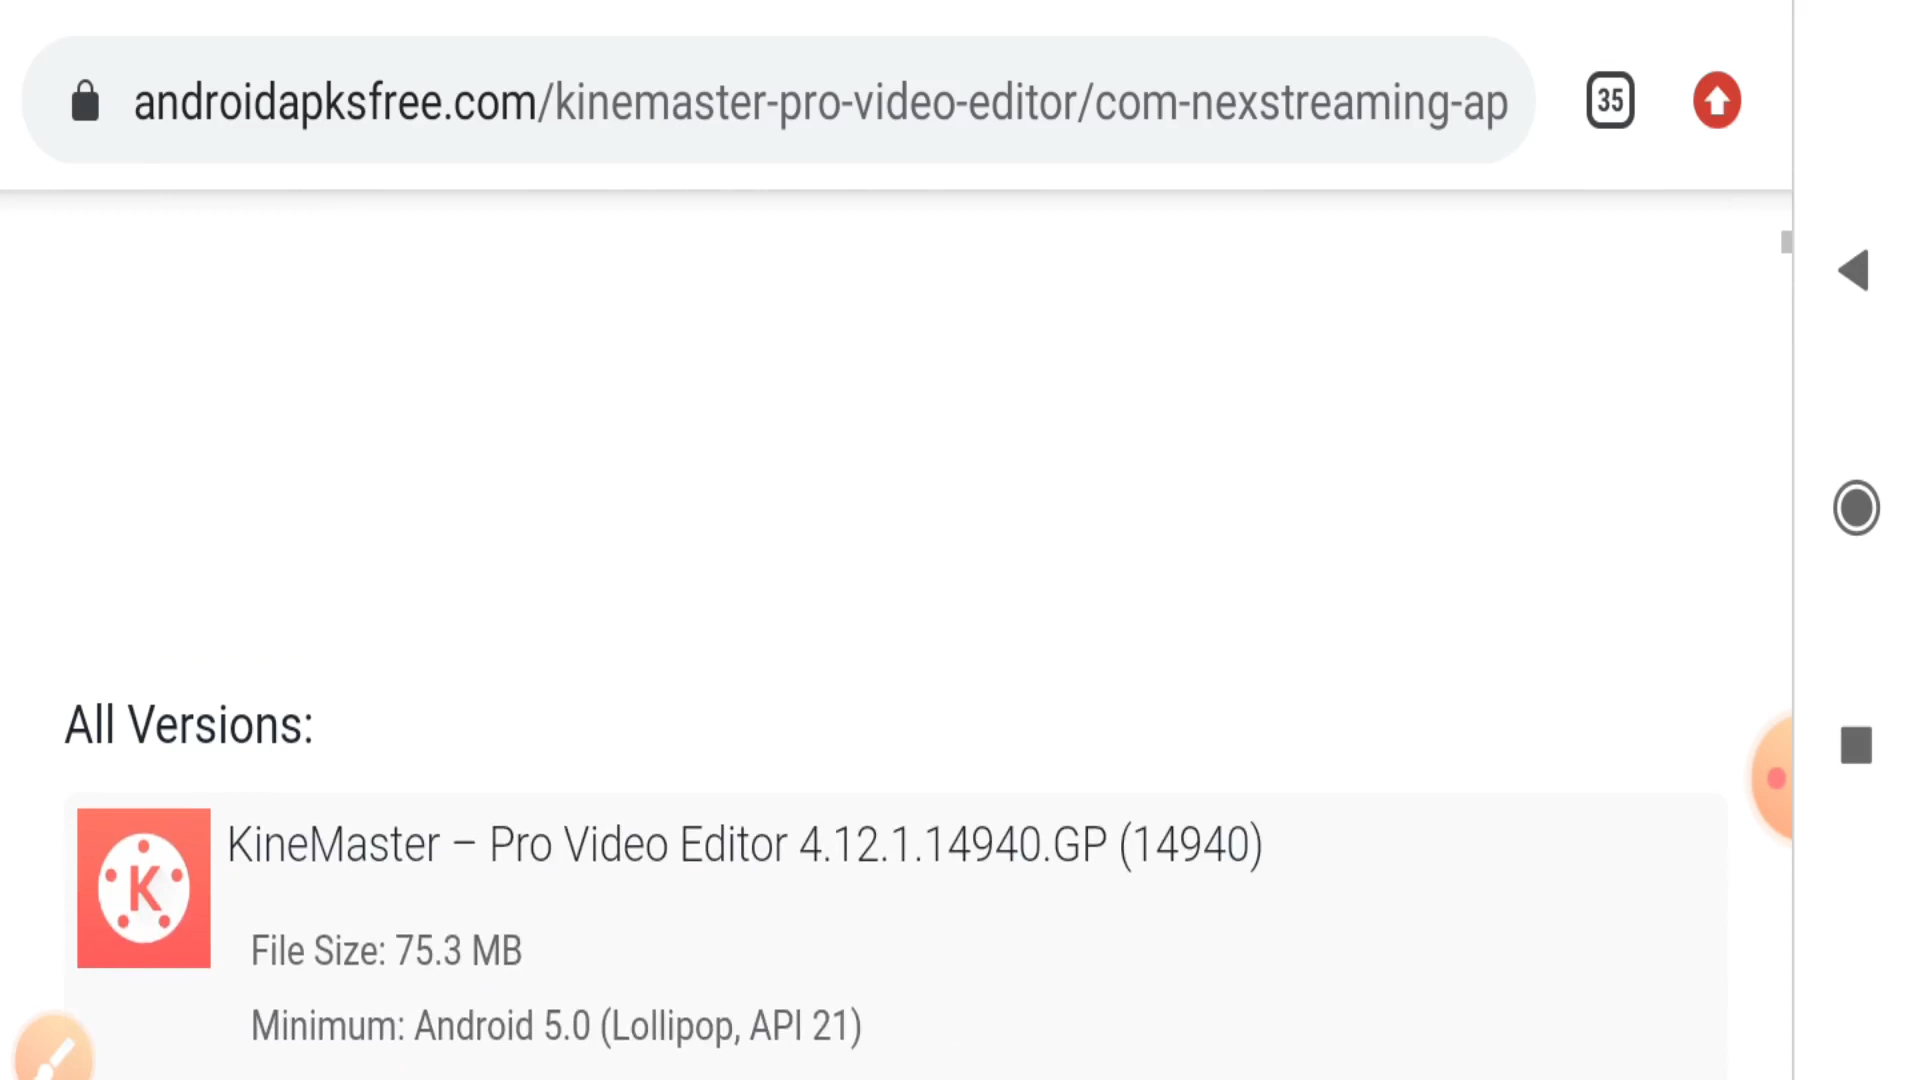 androidapksfree.com/kinemaster-pro-video-editor/com-nexstreaming-ap
35
All Versions:
K
KineMaster – Pro Video Editor 4.12.1.14940.GP (14940)
File Size: 75.3 MB
Minimum: Android 5.0 (Lollipop, API 21)